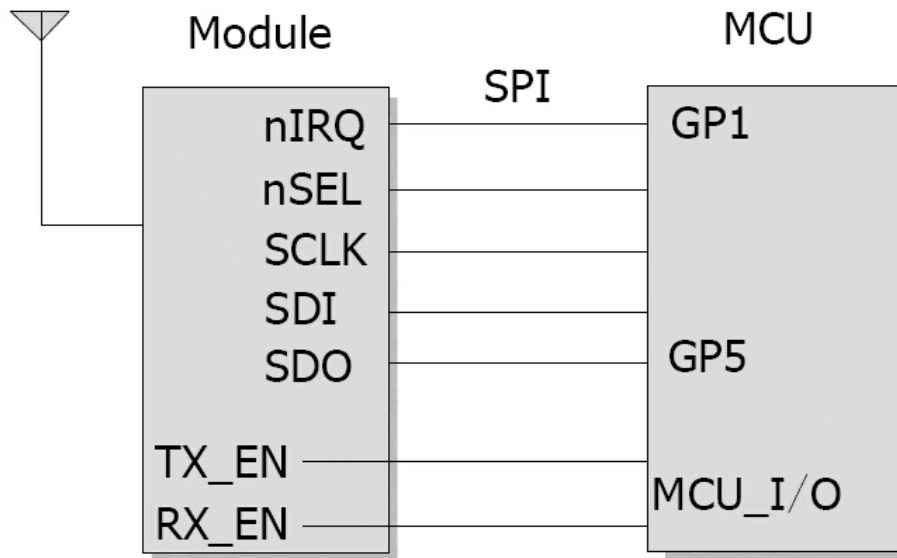 Module
SPI
MCU
nIRQ
GP1
nSEL
SCLK
SDI
SDO
GP5
TX_EN
MCU_I/O
RX_EN